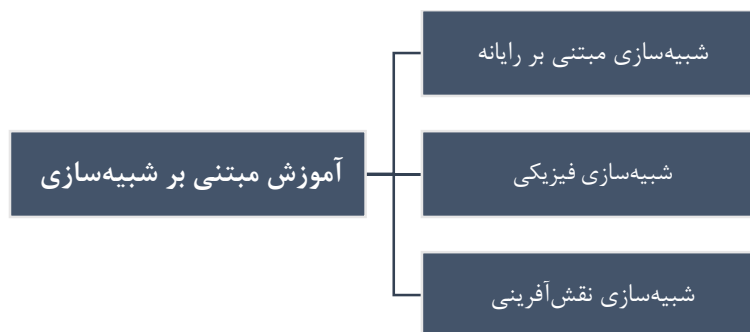 شبیه‌سازی مبتنی بر رایانه
آموزش مبتنی بر شبیه‌سازی
شبیه‌سازی فیزیکی
شبیه‌سازی نقش‌آفرینی